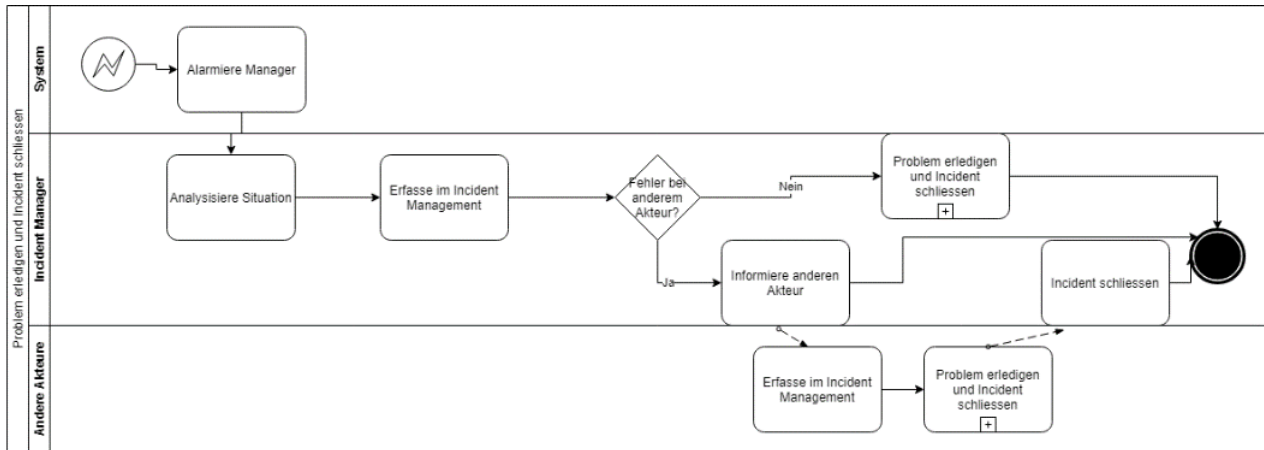 Problem erledigen und Incident schliessen
System
Alarmiere Manager
Incident Manager
Analysisiere Situation
Erfasse im Incident
Management
Fehler bei
anderem
Akteur?
Nein
Problem erledigen
und Incident
schliessen
Ja
Informiere anderen
Akteur
Incident schliessen
Andere Akteure
Erfasse im Incident
Management
Problem erledigen
und Incident
schliessen